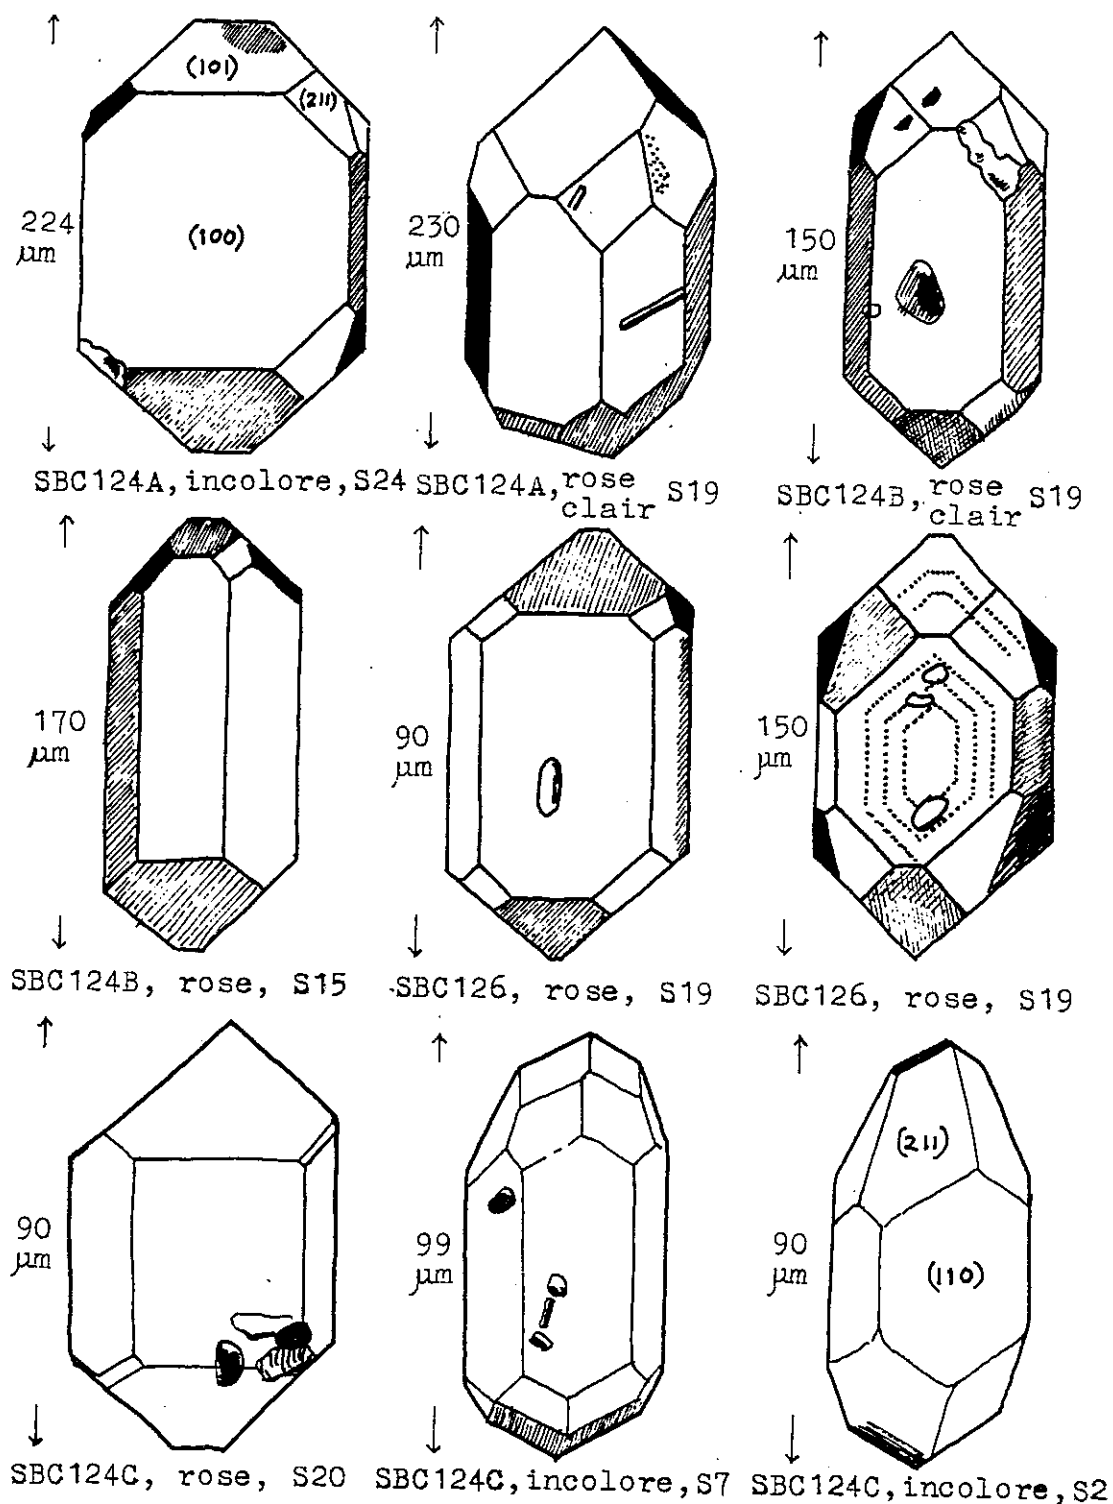 (101)
(211)
(100)
224
µm
230
µm
150
µm
SBC124A, incolore, S24
SBC124A, rose clair S19
SBC124B, rose clair S19
170
µm
90
µm
150
µm
SBC124B, rose, S15
SBC126, rose, S19
SBC126, rose, S19
(211)
(110)
90
µm
99
µm
90
µm
SBC124C, rose, S20
SBC124C, incolore, S7
SBC124C, incolore, S2